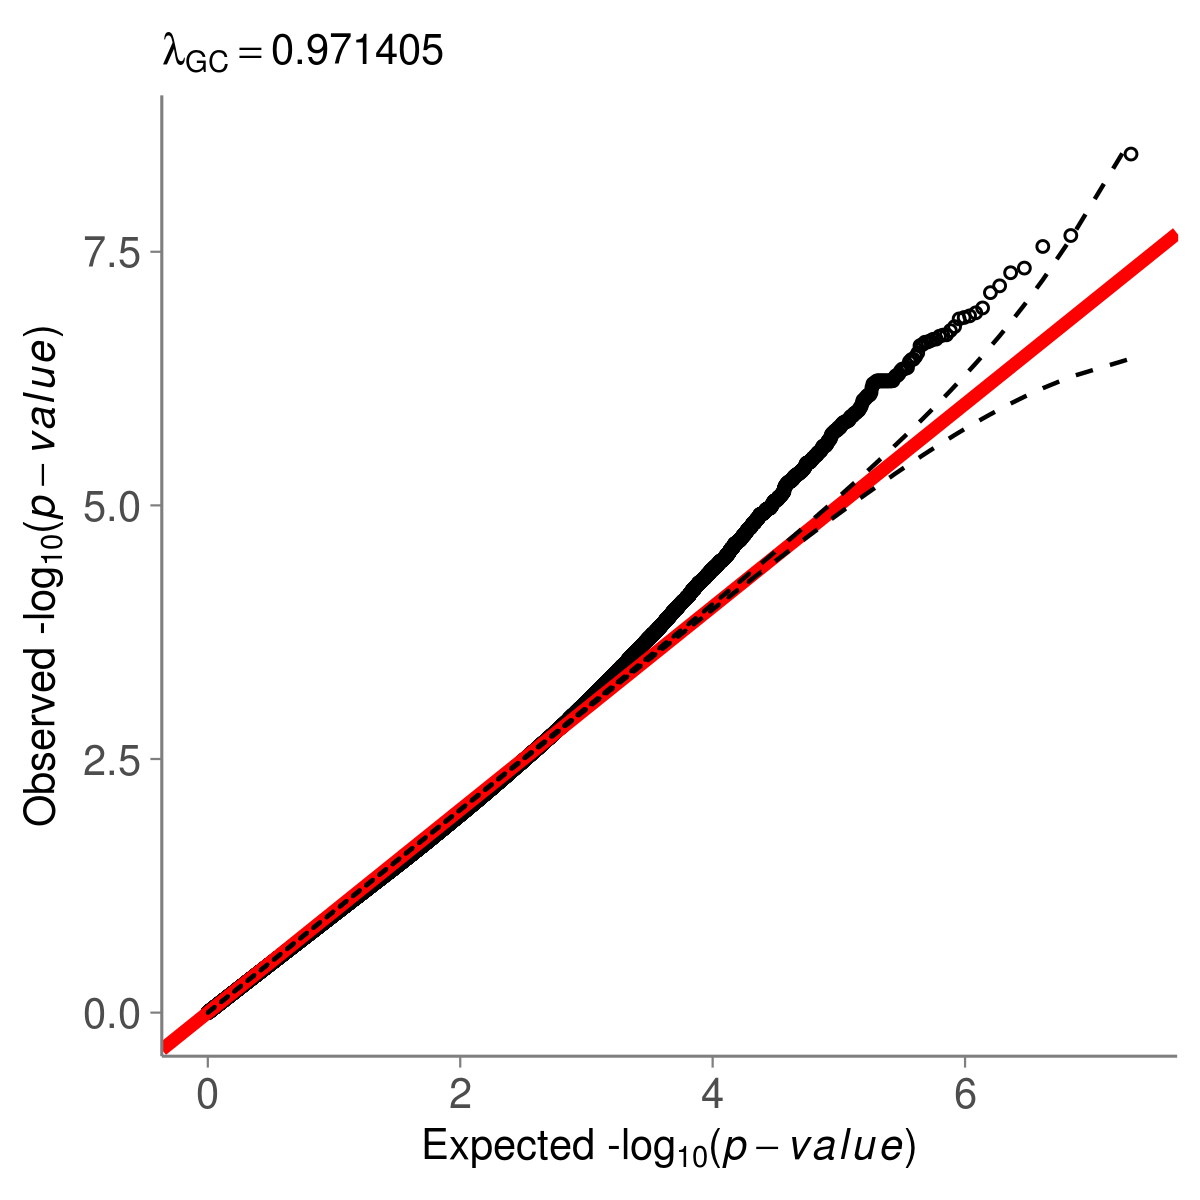 λGC = 0.971405
Observed -log10(p − value)
7.5
5.0
2.5
0.0
0 2 4 6
Expected -log10(p − value)